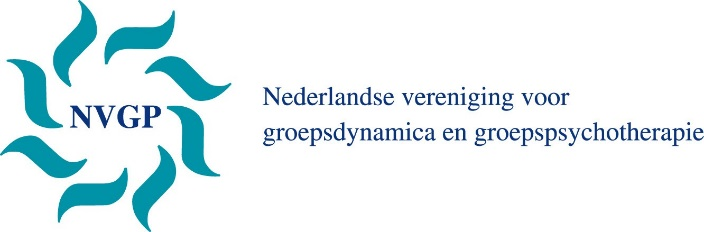 NVGP
Nederlandse vereniging voor
groepsdynamica en groepspsychotherapie